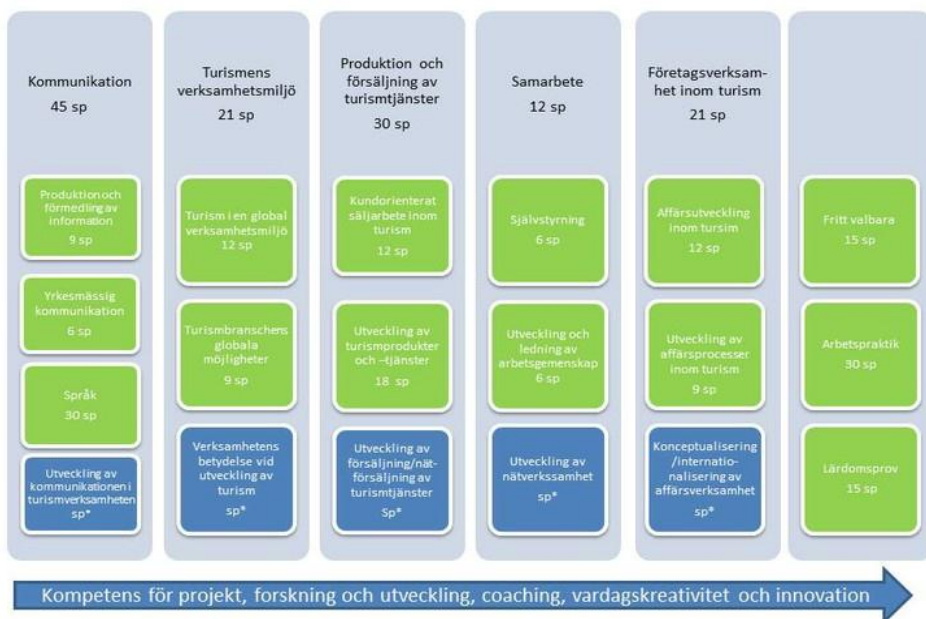 Kommunikation
45 sp
Produktion och
förmedling av
information
9 sp
Yrkesmässig
kommunikation
6 sp
Språk
30 sp
Utveckling av
kommunikationen i
turismverksamheten
sp*
Turismens
verksamhetsmiljö
21 sp
Turism i en global
verksamhetsmiljö
12 sp
Turismbranschens
globala
möjligheter
9 sp
Verksamhetens
betydelse vid
utveckling av
turism
sp*
Produktion och
försäljning av
turismtjänster
30 sp
Kundorienterat
säljarbete inom
turism
12 sp
Utveckling av
turismprodukter
och –tjänster
18 sp
Utveckling av
försäljning/nät-
försäljning av
turismtjänster
Sp*
Samarbete
12 sp
Självstyrning
6 sp
Utveckling och
ledning av
arbetsgemenskap
6 sp
Utveckling av
nätverkssamhet
sp*
Företagsverksam-
het inom turism
21 sp
Affärsutveckling
inom tursim
12 sp
Utveckling av
affärsprocesser
inom turism
9 sp
Konceptualisering
/internatio-
nalisering av
affärsverksamhet
sp*
Fritt valbara
15 sp
Arbetspraktik
30 sp
Lärdomsprov
15 sp
Kompetens för projekt, forskning och utveckling, coaching, vardagskreativitet och innovation